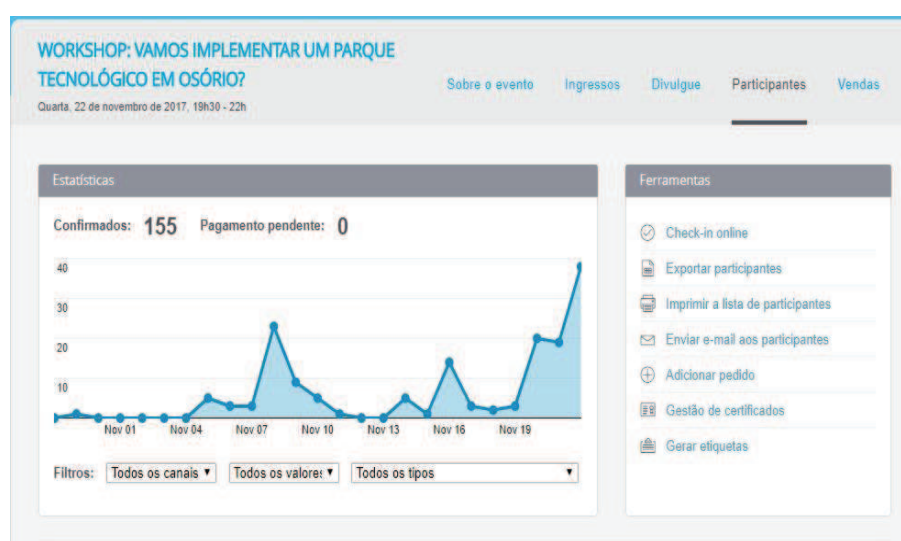 WORKSHOP: VAMOS IMPLEMENTAR UM PARQUE
TECNOLÓGICO EM OSÓRIO?
Quarta, 22 de novembro de 2017, 19h30 - 22h
Sobre o evento
Ingressos
Divulgue
Participantes
Vendas
Estatísticas
Confirmados: 155 Pagamento pendente: 0
40
30
20
10
Nov 01 Nov 04 Nov 07 Nov 10 Nov 13 Nov 16 Nov 19
Filtros: Todos os canais Todos os valores Todos os tipos
Ferramentas
Check-in online
Exportar participantes
Imprimir a lista de participantes
Enviar e-mail aos participantes
Adicionar pedido
Gestão de certificados
Gerar etiquetas